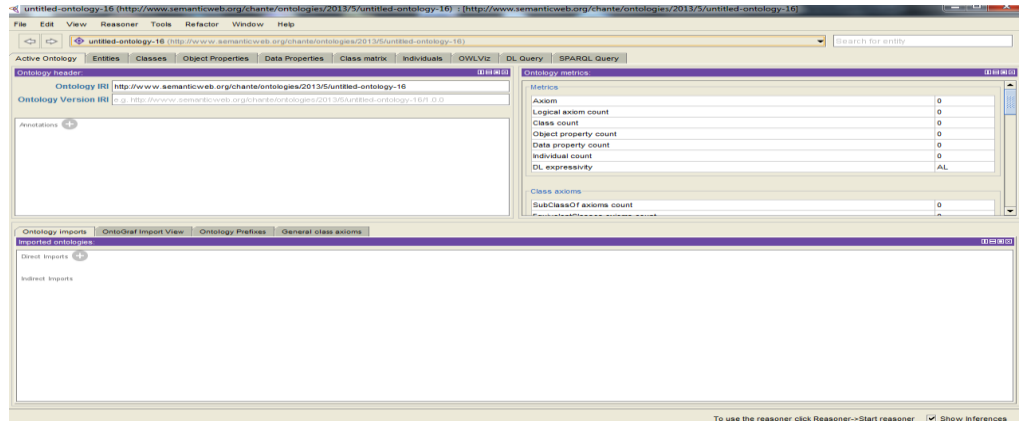 untitled-ontology-16 (http://www.semanticweb.org/chante/ontologies/2013/5/untitled-ontology-16) : [http://www.semanticweb.org/chante/ontologies/2013/5/untitled-ontology-16]
File Edit View Reasoner Tools Refactor Window Help
untitled-ontology-16 (http://www.semanticweb.org/chante/ontologies/2013/5/untitled-ontology-16) Search for entity
Active Ontology Entities Classes Object Properties Data Properties Class matrix Individuals OWLViz DL Query SPARQL Query
Ontology header:
Ontology IRI http://www.semanticweb.org/chante/ontologies/2013/5/untitled-ontology-16
Ontology Version IRI e.g. http://www.semanticweb.org/chante/ontologies/2013/5/untitled-ontology-16/1.0.0
Annotations
Ontology metrics:
Metrics
Axiom 0
Logical axiom count 0
Class count 0
Object property count 0
Data property count 0
Individual count 0
DL expressivity AL
Class axioms
SubClassOf axioms count 0
EquivalentClasses axioms count 0
Ontology imports OntoGraf Import View Ontology Prefixes General class axioms
Imported ontologies:
Direct Imports
Indirect Imports
To use the reasoner click Reasoner->Start reasoner Show Inferences